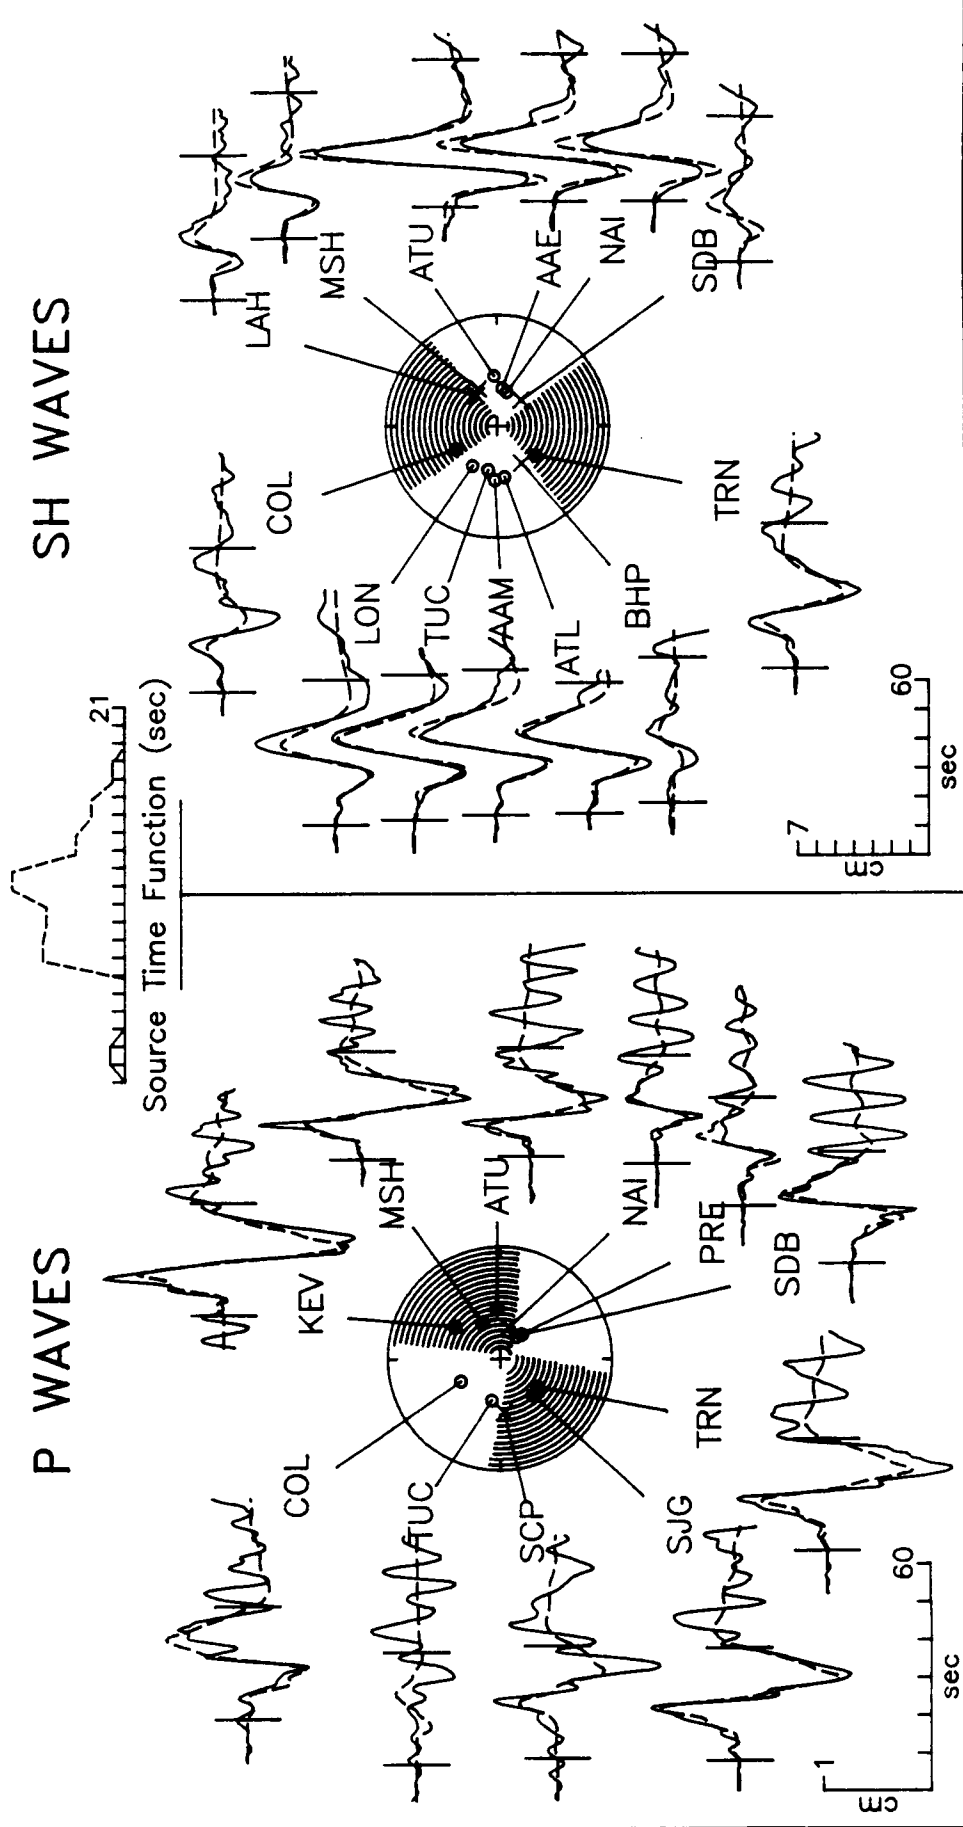 P WAVES
SH WAVES
21
Source Time Function (sec)
KEV
MSH
ATU
NAI
PRE
SDB
COL
TUC
SCP
SJG
TRN
1
cm
60
sec
COL
LAH
MSH
ATU
AAE
NAI
SDB
LON
TUC
AAM
ATL
BHP
TRN
7
cm
60
sec